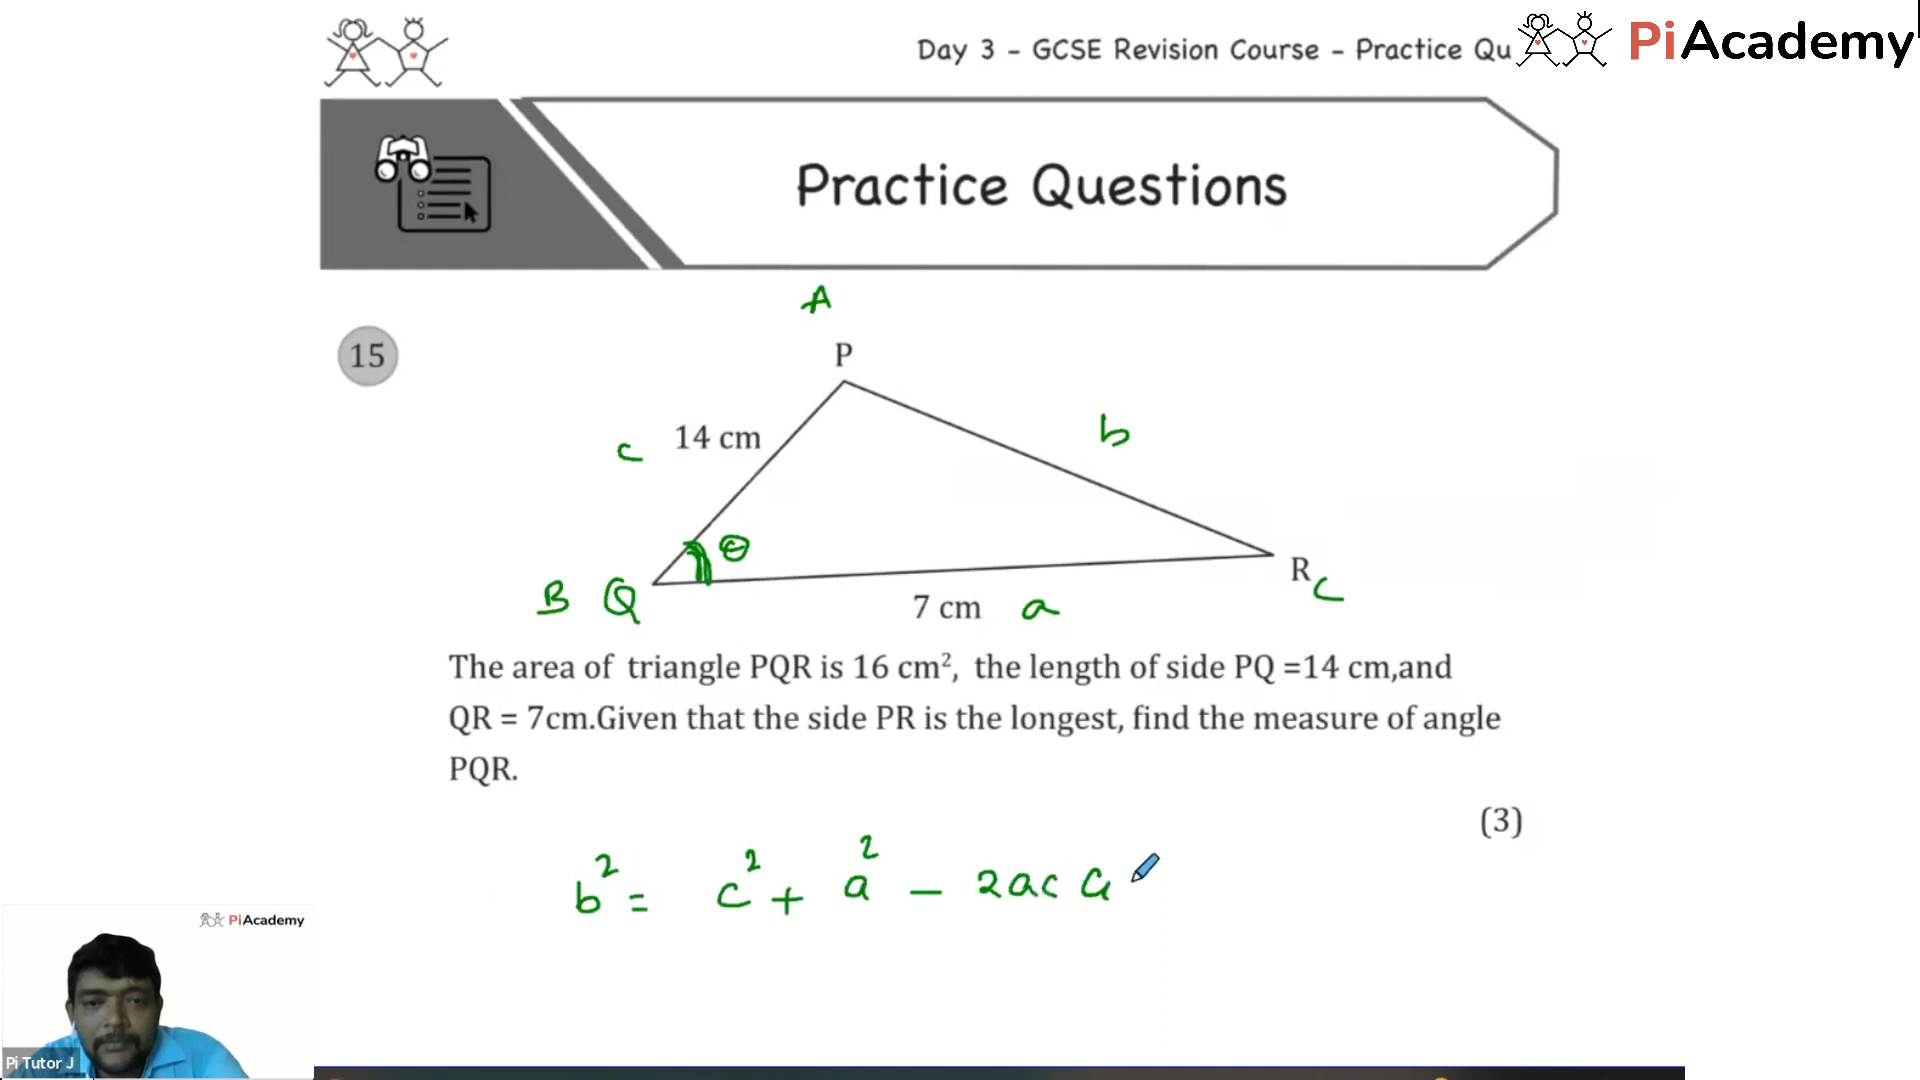 Day 3 - GCSE Revision Course - Practice Qu
PiAcademy
Practice Questions
A
15
P
c 14 cm
b
θ
B Q
R C
7 cm a
The area of triangle PQR is 16 cm², the length of side PQ =14 cm,and
QR = 7cm.Given that the side PR is the longest, find the measure of angle
PQR.
(3)
b² = c² + a² - 2ac
PiAcademy
Pi Tutor J